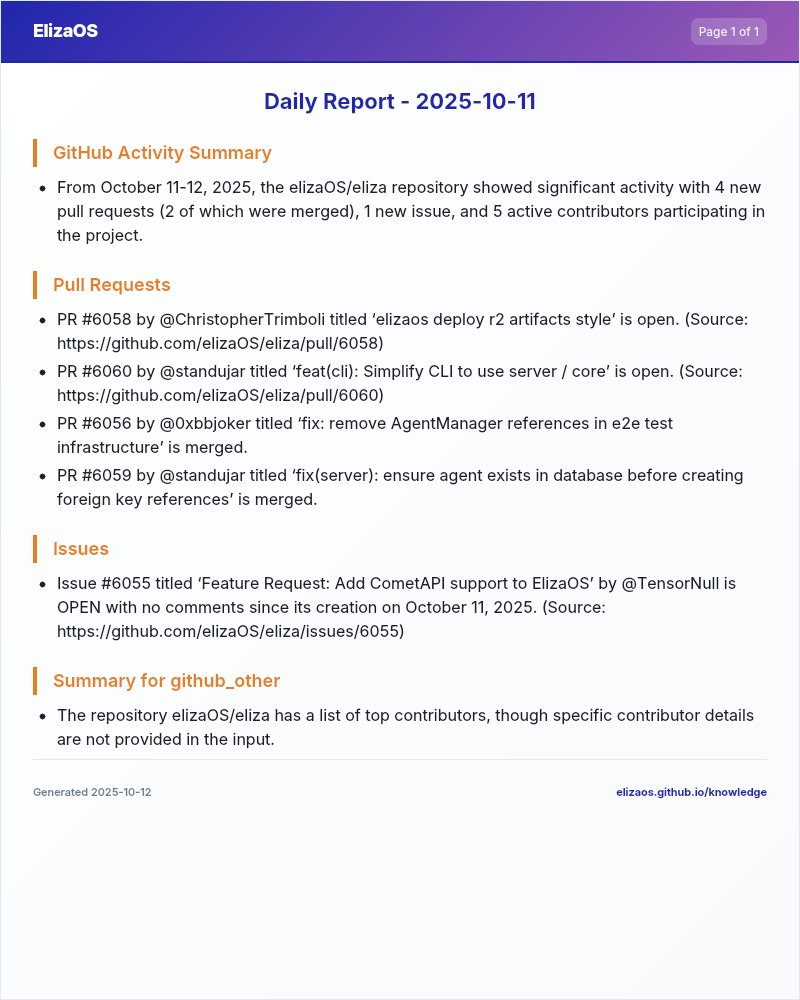 ElizaOS
Page 1 of 1
Daily Report - 2025-10-11
GitHub Activity Summary
• From October 11-12, 2025, the elizaOS/eliza repository showed significant activity with 4 new
pull requests (2 of which were merged), 1 new issue, and 5 active contributors participating in
the project.
Pull Requests
• PR #6058 by @ChristopherTrimboli titled ‘elizaos deploy r2 artifacts style’ is open. (Source:
https://github.com/elizaOS/eliza/pull/6058)
• PR #6060 by @standujar titled ‘feat(cli): Simplify CLI to use server / core’ is open. (Source:
https://github.com/elizaOS/eliza/pull/6060)
• PR #6056 by @0xbbjoker titled ‘fix: remove AgentManager references in e2e test
infrastructure’ is merged.
• PR #6059 by @standujar titled ‘fix(server): ensure agent exists in database before creating
foreign key references’ is merged.
Issues
• Issue #6055 titled ‘Feature Request: Add CometAPI support to ElizaOS’ by @TensorNull is
OPEN with no comments since its creation on October 11, 2025. (Source:
https://github.com/elizaOS/eliza/issues/6055)
Summary for github_other
• The repository elizaOS/eliza has a list of top contributors, though specific contributor details
are not provided in the input.
Generated 2025-10-12
elizaos.github.io/knowledge